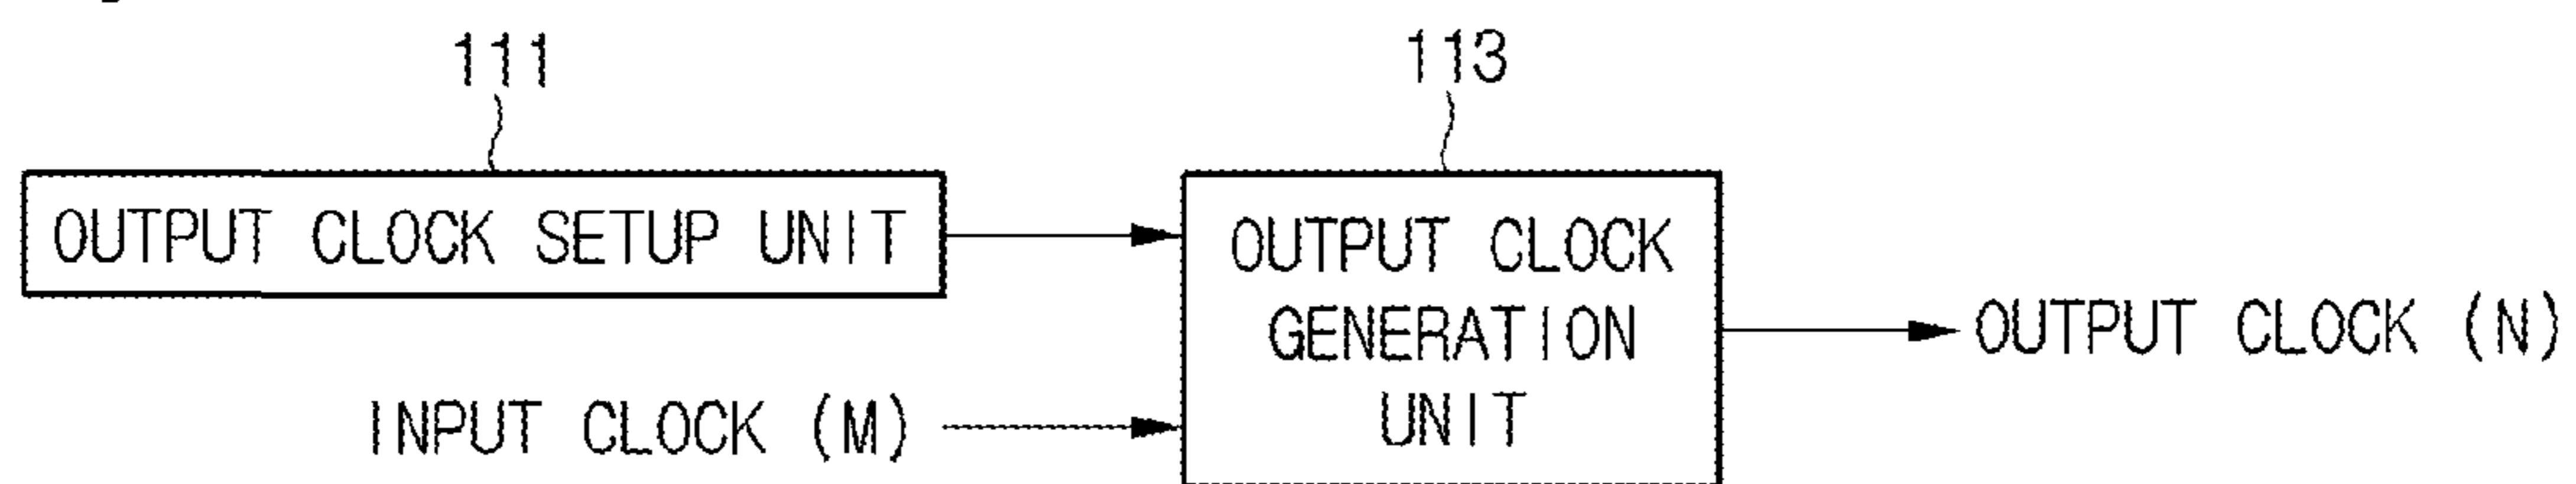 111
113
OUTPUT CLOCK SETUP UNIT
OUTPUT CLOCK
GENERATION
UNIT
INPUT CLOCK (M)
OUTPUT CLOCK (N)